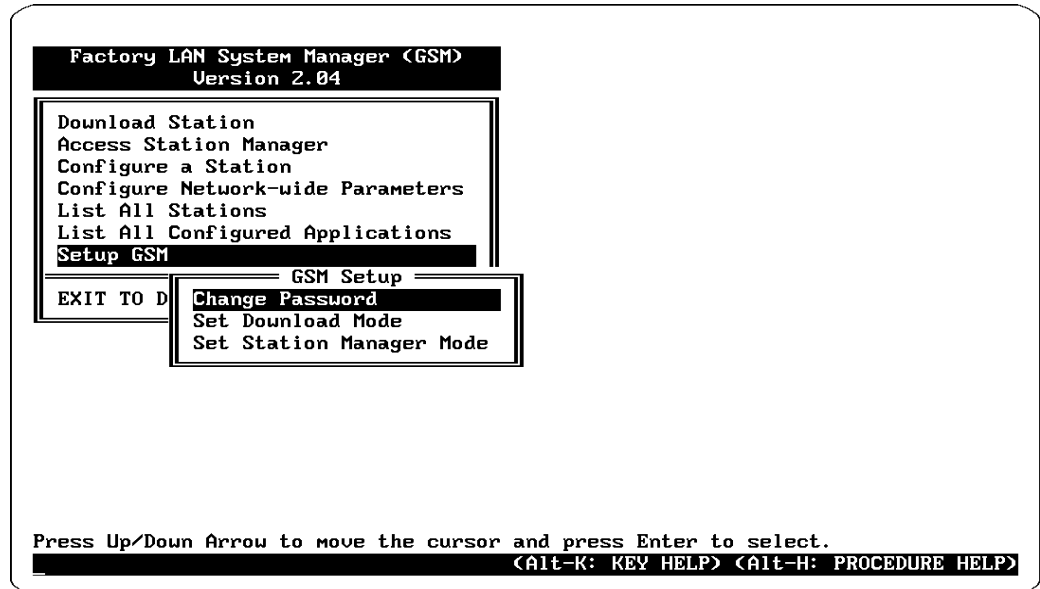 Factory LAN System Manager (GSM)
Version 2.04
Download Station
Access Station Manager
Configure a Station
Configure Network-wide Parameters
List All Stations
List All Configured Applications
Setup GSM
GSM Setup
EXIT TO D
Change Password
Set Download Mode
Set Station Manager Mode
Press Up/Down Arrow to move the cursor and press Enter to select.
(Alt-K: KEY HELP) (Alt-H: PROCEDURE HELP)